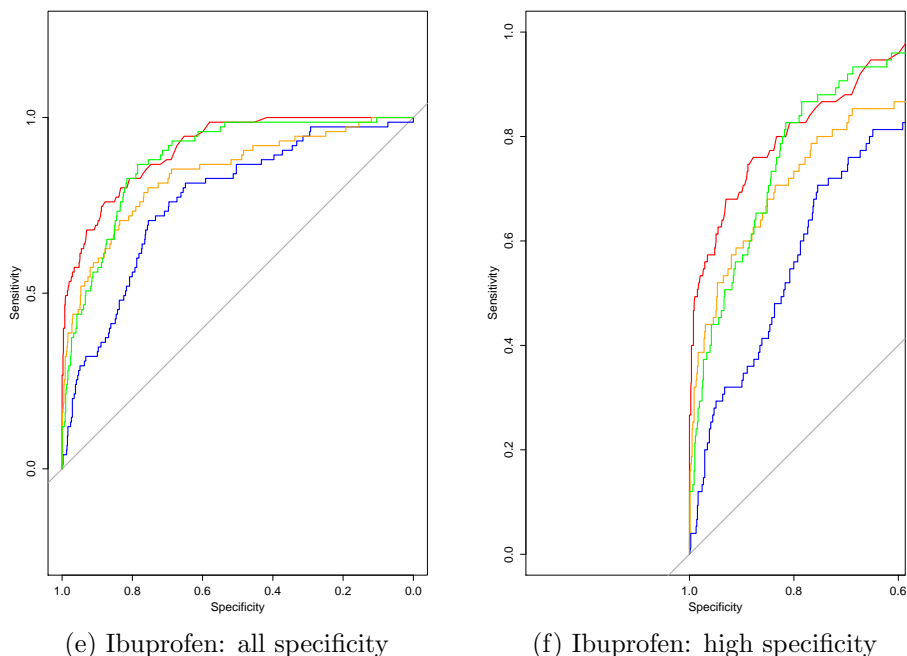 1.0
0.5
0.0
Sensitivity
1.0 0.8 0.6 0.4 0.2 0.0
Specificity
(e) Ibuprofen: all specificity
1.0
0.8
0.6
0.4
0.2
0.0
Sensitivity
1.0 0.8 0.6
Specificity
(f) Ibuprofen: high specificity